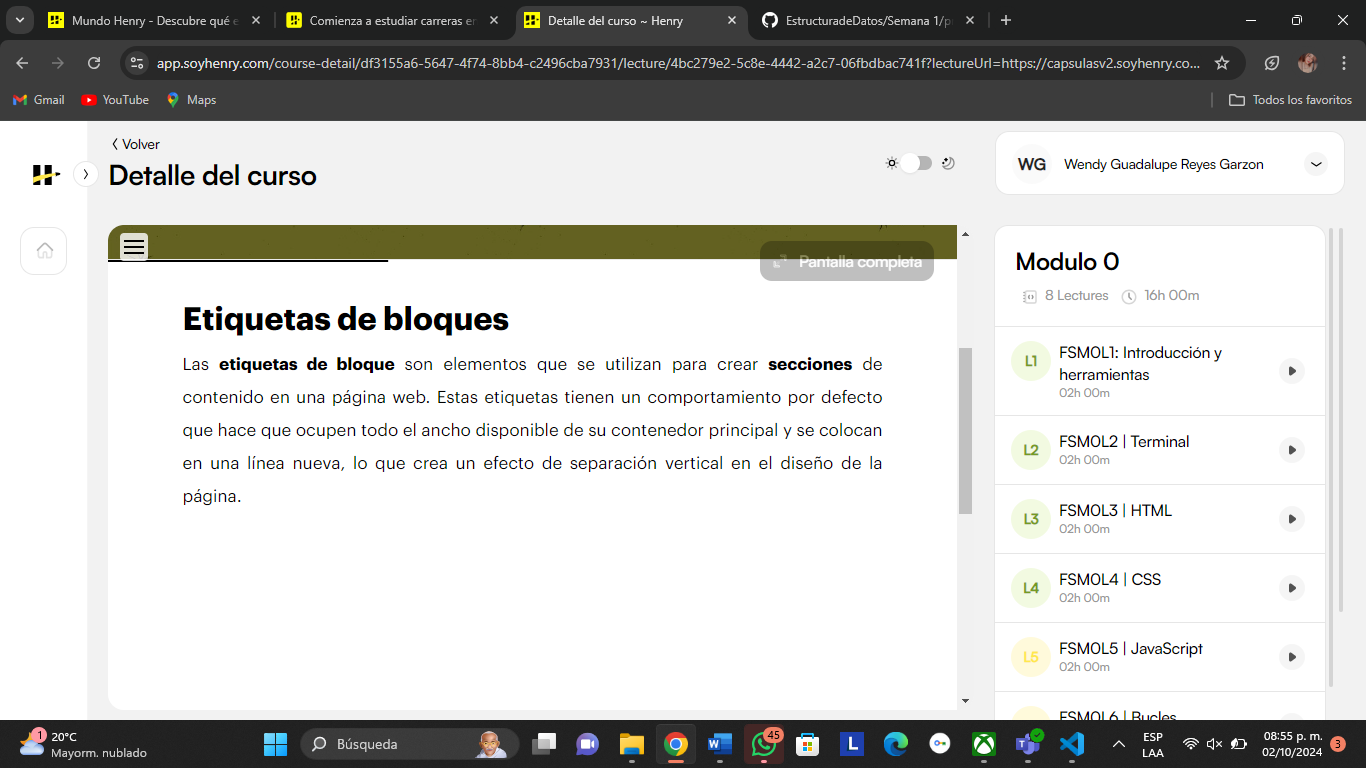 Mundo Henry - Descubre qué e
Comienza a estudiar carreras en
Detalle del curso ~ Henry
EstructuradeDatos/Semana 1/p
app.soyhenry.com/course-detail/df3155a6-5647-4f74-8bb4-c2496cba7931/lecture/4bc279e2-5c8e-4442-a2c7-06fbdbac741f?lectureUrl=https://capsulasv2.soyhenry.co...
Gmail
YouTube
Maps
Todos los favoritos
Volver
Detalle del curso
WG
Wendy Guadalupe Reyes Garzon
Pantalla completa
Etiquetas de bloques
Las etiquetas de bloque son elementos que se utilizan para crear secciones de
contenido en una página web. Estas etiquetas tienen un comportamiento por defecto
que hace que ocupen todo el ancho disponible de su contenedor principal y se colocan
en una línea nueva, lo que crea un efecto de separación vertical en el diseño de la
página.
Modulo 0
8 Lectures
16h 00m
L1
FSM0L1: Introducción y
herramientas
02h 00m
L2
FSM0L2 | Terminal
02h 00m
L3
FSM0L3 | HTML
02h 00m
L4
FSM0L4 | CSS
02h 00m
L5
FSM0L5 | JavaScript
02h 00m
FSM0L6 | Bucles
1
20°C
Mayorm. nublado
Búsqueda
45
L
ESP
LAA
08:55 p. m.
02/10/2024
3